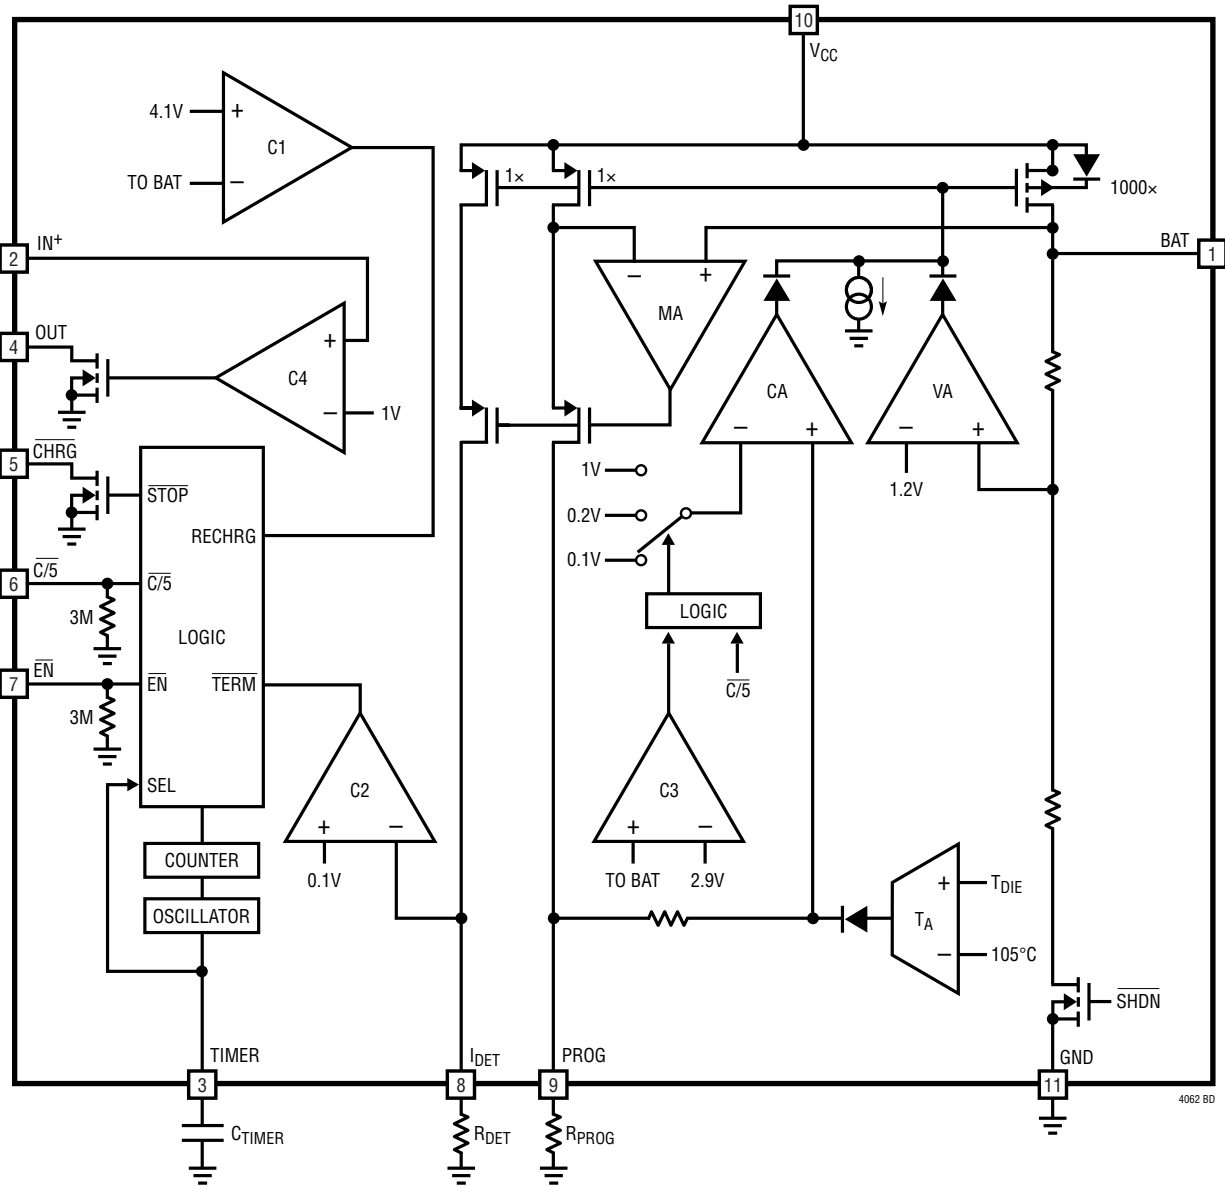 10
VCC
4.1V
+
C1
TO BAT
−
1×
1×
1000×
IN+
2
BAT
1
−
+
MA
OUT
4
+
C4
−
1V
CA
VA
−
+
−
+
CHRG
5
1V
1.2V
STOP
0.2V
RECHRG
0.1V
C/5
6
C/5
3M
LOGIC
LOGIC
EN
7
EN
TERM
C/5
3M
SEL
C2
C3
+
−
+
−
COUNTER
0.1V
TO BAT
2.9V
+
TDIE
OSCILLATOR
TA
−
105°C
SHDN
TIMER
IDET
PROG
GND
3
8
9
11
4062 BD
CTIMER
RDET
RPROG